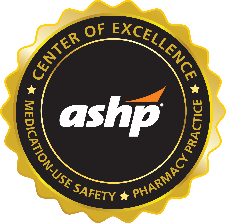 CENTER OF EXCELLENCE
ashp®
MEDICATION-USE SAFETY ★ PHARMACY PRACTICE